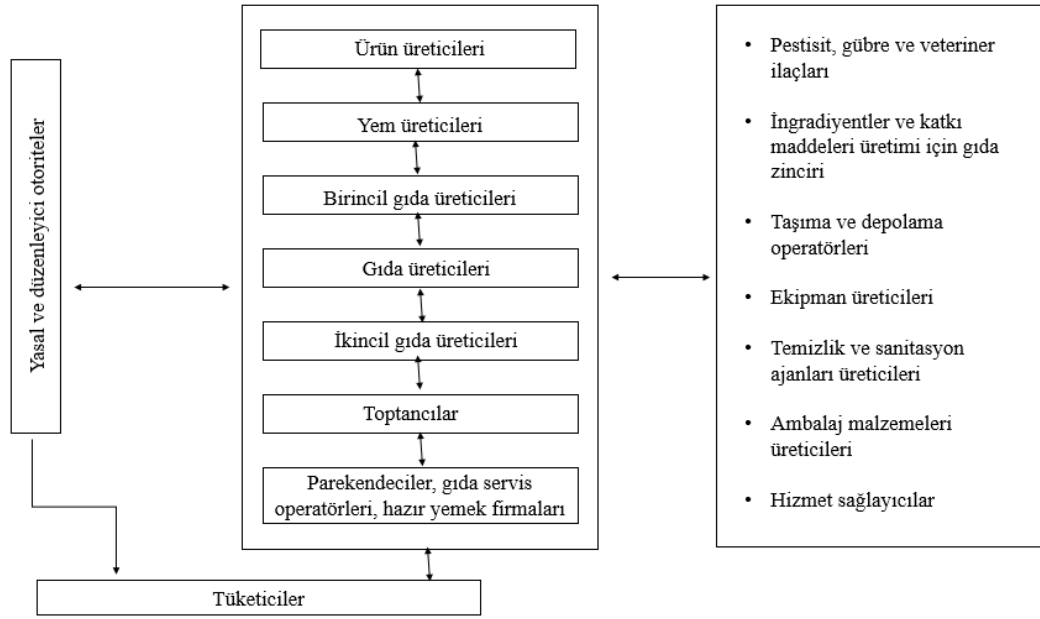 Yasal ve düzenleyici otoriteler
Ürün üreticileri
Yem üreticileri
Birincil gıda üreticileri
Gıda üreticileri
İkincil gıda üreticileri
Toptancılar
Parekendeciler, gıda servis
operatörleri, hazır yemek firmaları
Tüketiciler
• Pestisit, gübre ve veteriner
ilaçları
• İngradiyentler ve katkı
maddeleri üretimi için gıda
zinciri
• Taşıma ve depolama
operatörleri
• Ekipman üreticileri
• Temizlik ve sanitasyon
ajanları üreticileri
• Ambalaj malzemeleri
üreticileri
• Hizmet sağlayıcılar